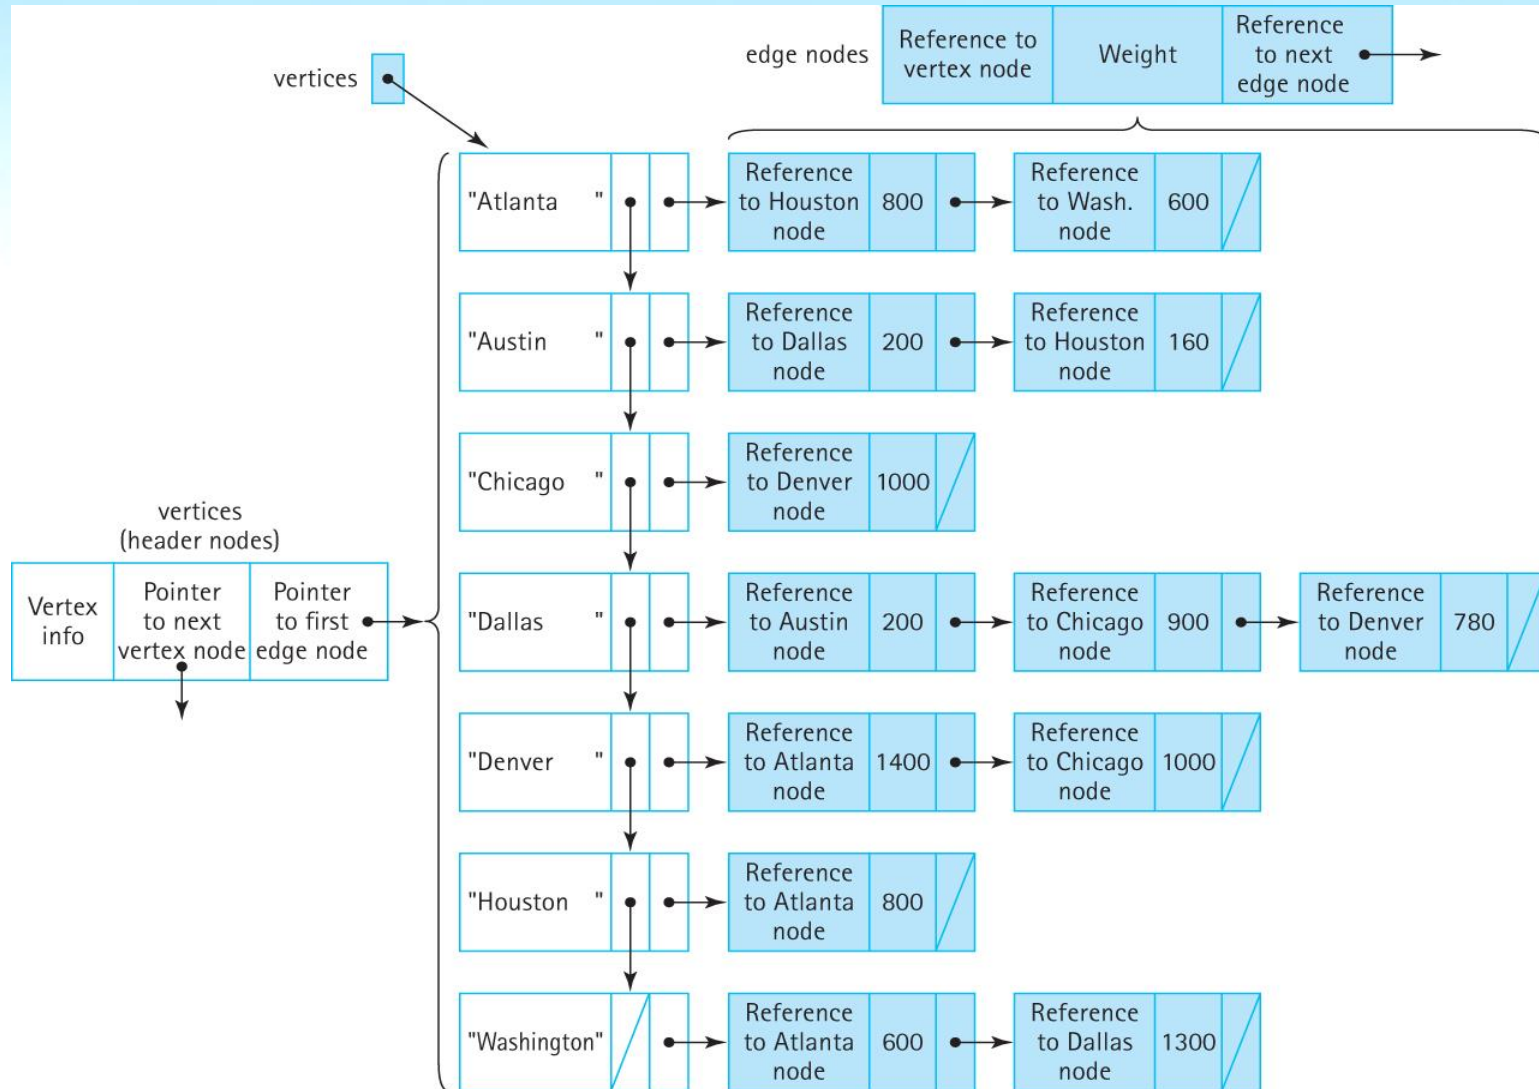 edge nodes
Reference to
vertex node
Weight
Reference
to next
edge node
vertices
"Atlanta "
Reference
to Houston
node
800
Reference
to Wash.
node
600
"Austin "
Reference
to Dallas
node
200
Reference
to Houston
node
160
"Chicago "
Reference
to Denver
node
1000
vertices
(header nodes)
Vertex
info
Pointer
to next
vertex node
Pointer
to first
edge node
"Dallas "
Reference
to Austin
node
200
Reference
to Chicago
node
900
Reference
to Denver
node
780
"Denver "
Reference
to Atlanta
node
1400
Reference
to Chicago
node
1000
"Houston "
Reference
to Atlanta
node
800
"Washington"
Reference
to Atlanta
node
600
Reference
to Dallas
node
1300